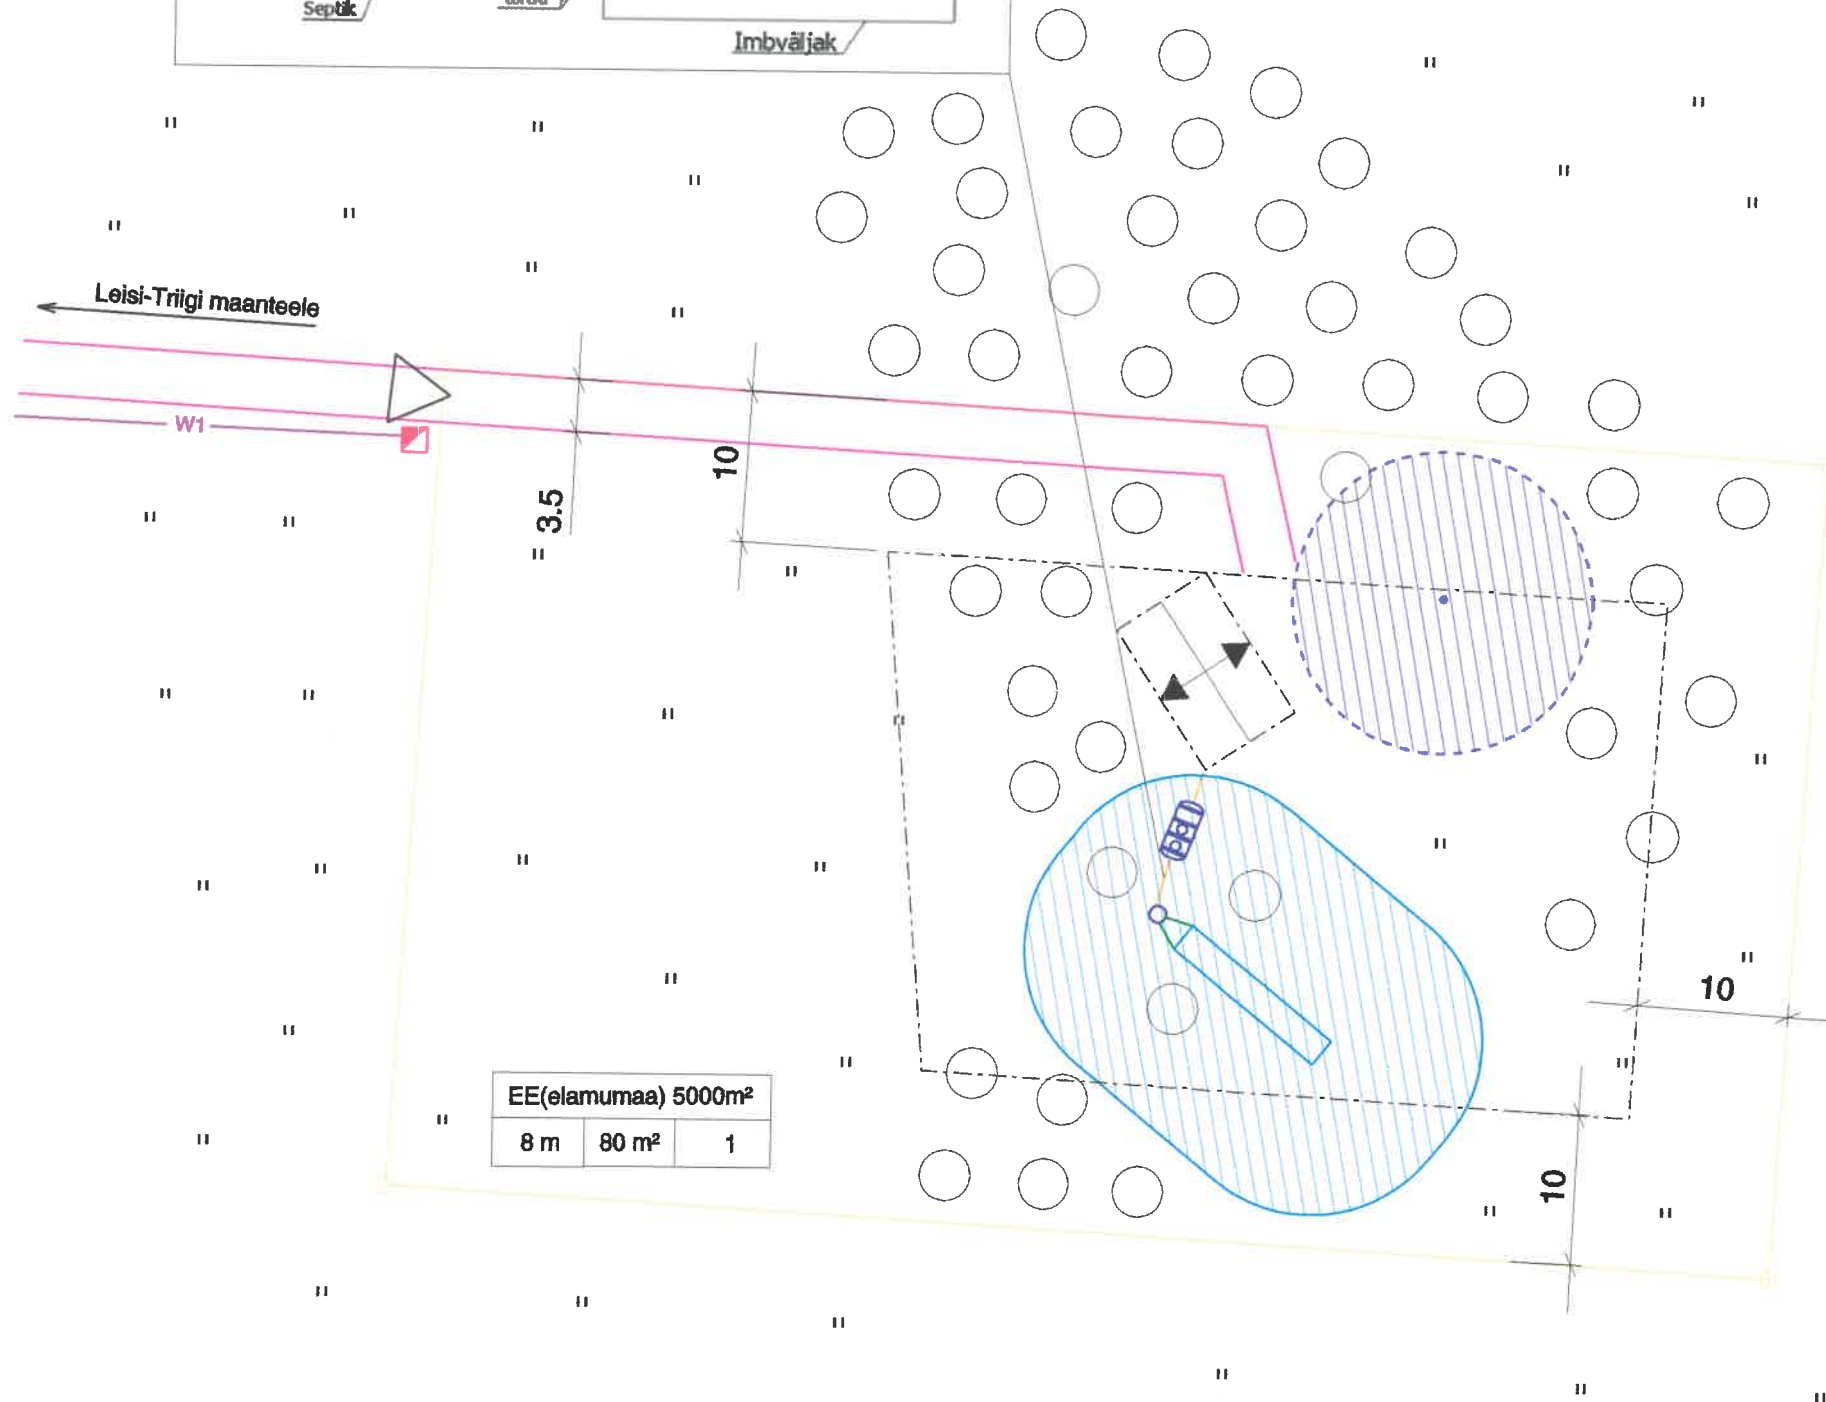 Septik
Imbväljak
Leisi-Triigi maanteele
W1
10
3.5
10
EE(elamumaa) 5000m²
8 m 80 m² 1
10